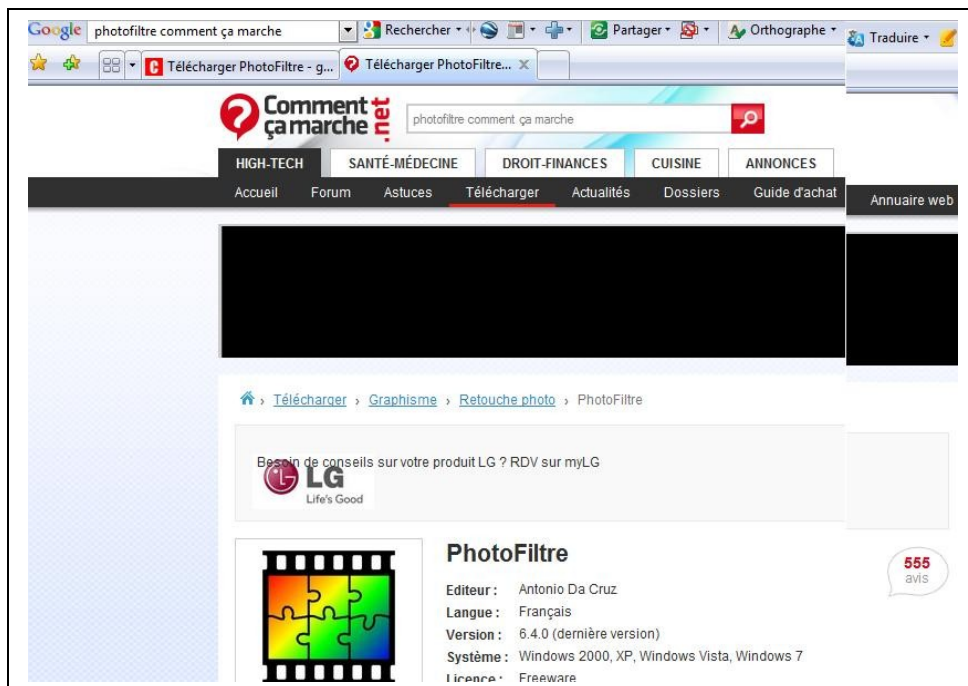 Google photofiltre comment ça marche Rechercher Partager Orthographe Traduire
Télécharger PhotoFiltre - g... Télécharger PhotoFiltre...
Comment
ça marche .net
photofiltre comment ça marche
HIGH-TECH SANTÉ-MÉDECINE DROIT-FINANCES CUISINE ANNONCES
Accueil Forum Astuces Télécharger Actualités Dossiers Guide d'achat Annuaire web
Télécharger › Graphisme › Retouche photo › PhotoFiltre
Besoin de conseils sur votre produit LG ? RDV sur myLG
LG
Life's Good
PhotoFiltre
555
avis
Editeur : Antonio Da Cruz
Langue : Français
Version : 6.4.0 (dernière version)
Système : Windows 2000, XP, Windows Vista, Windows 7
Licence : Freeware